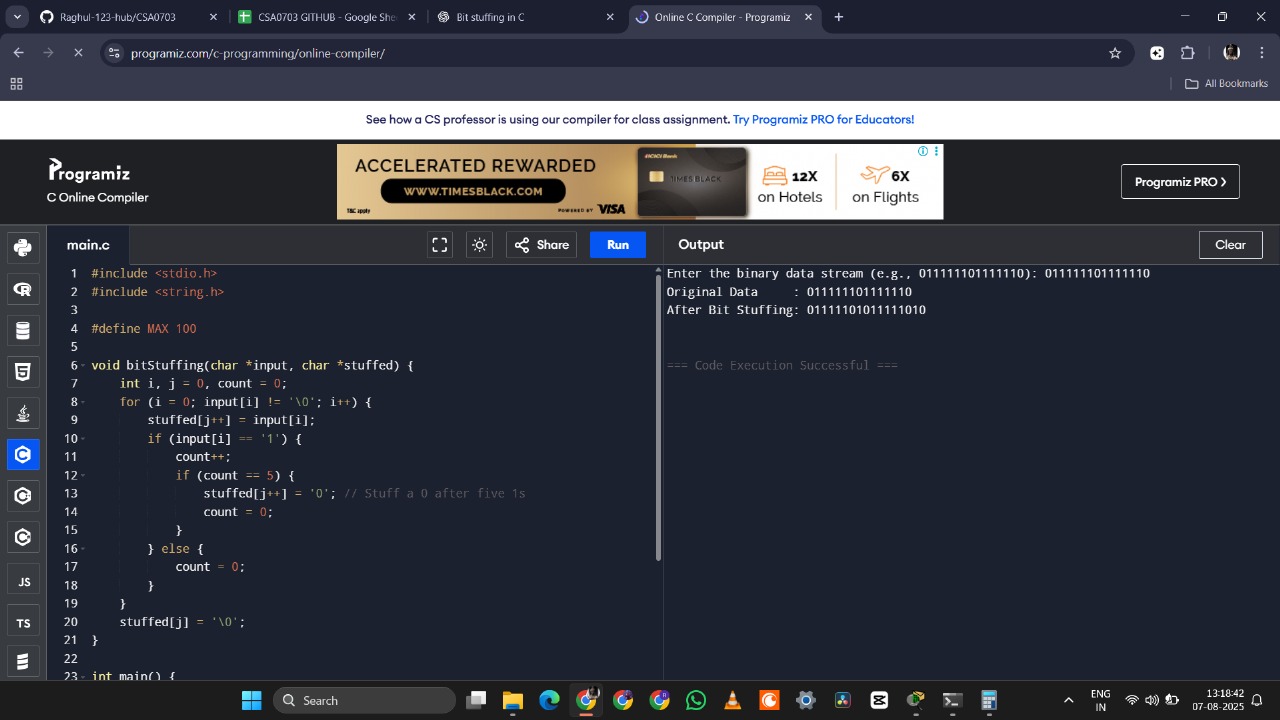 Raghul-123-hub/CSA0703
CSA0703 GITHUB - Google She
Bit stuffing in C
Online C Compiler - Programiz
programiz.com/c-programming/online-compiler/
All Bookmarks
See how a CS professor is using our compiler for class assignment. Try Programiz PRO for Educators!
Programiz
C Online Compiler
ACCELERATED REWARDED
WWW.TIMESBLACK.COM
T&C apply
POWERED BY VISA
ICICI Bank
TIMES BLACK
12X
on Hotels
6X
on Flights
Programiz PRO >
main.c
Share
Run
Output
Clear
1 #include <stdio.h>
2 #include <string.h>
3
4 #define MAX 100
5
6 void bitStuffing(char *input, char *stuffed) {
7     int i, j = 0, count = 0;
8     for (i = 0; input[i] != '\0'; i++) {
9         stuffed[j++] = input[i];
10         if (input[i] == '1') {
11             count++;
12             if (count == 5) {
13                 stuffed[j++] = '0'; // Stuff a 0 after five 1s
14                 count = 0;
15             }
16         } else {
17             count = 0;
18         }
19     }
20     stuffed[j] = '\0';
21 }
22
23 int main() {
Enter the binary data stream (e.g., 011111101111110): 011111101111110
Original Data     : 011111101111110
After Bit Stuffing: 01111101011111010
=== Code Execution Successful ===
JS
TS
Search
ENG
IN
13:18:42
07-08-2025